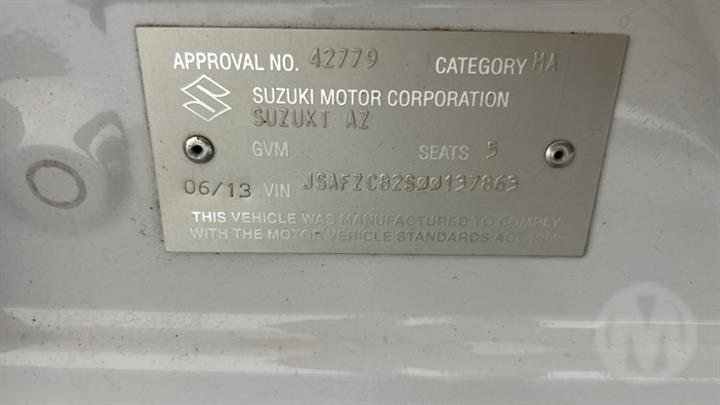 APPROVAL NO. 42779 CATEGORY MA
SUZUKI MOTOR CORPORATION
SUZUKI AZ
GVM SEATS 5
06/13 VIN JSAFZC82S00137863
THIS VEHICLE WAS MANUFACTURED TO COMPLY
WITH THE MOTOR VEHICLE STANDARDS ACT 1989
M